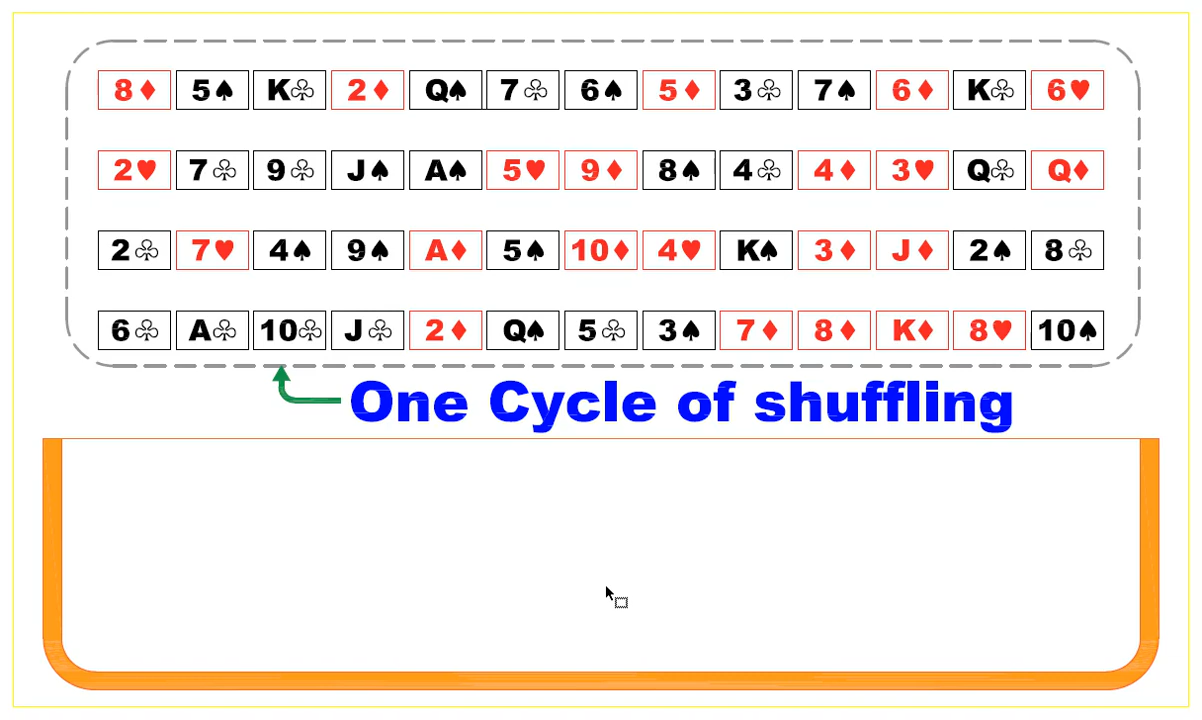 8♦ 5♠ K♧ 2♦ Q♠ 7♧ 6♠ 5♦ 3♧ 7♠ 6♦ K♧ 6♥
2♥ 7♧ 9♧ J♠ A♠ 5♥ 9♦ 8♠ 4♧ 4♦ 3♥ Q♧ Q♦
2♧ 7♥ 4♠ 9♠ A♦ 5♠ 10♦ 4♥ K♠ 3♦ J♦ 2♠ 8♧
6♧ A♧ 10♧ J♧ 2♦ Q♠ 5♧ 3♠ 7♦ 8♦ K♦ 8♥ 10♠
One Cycle of shuffling